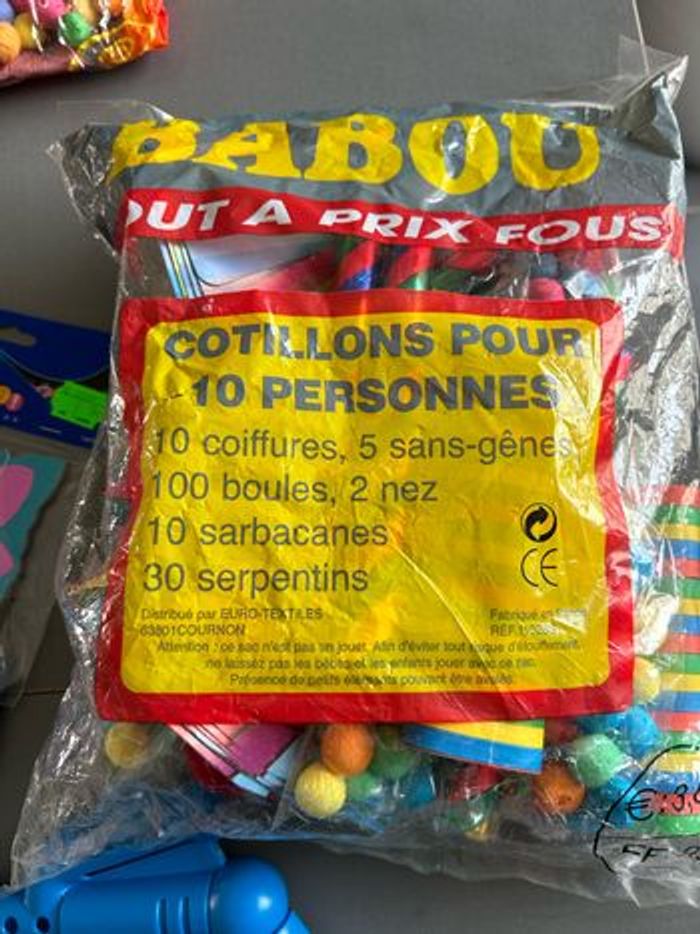 BABOU
OUT A PRIX FOUS
COTILLONS POUR
10 PERSONNES
10 coiffures, 5 sans-gênes
100 boules, 2 nez
10 sarbacanes
30 serpentins
CE
Distribué par EURO-TEXTILES
63801COURNON
Fabriqué en
REF.
Attention : ce sac n'est pas un jouet. Afin d'éviter tout risque d'étouffement,
ne laissez pas les bébés et les enfants jouer avec ce sac.
Présence de petits éléments pouvant être avalés.